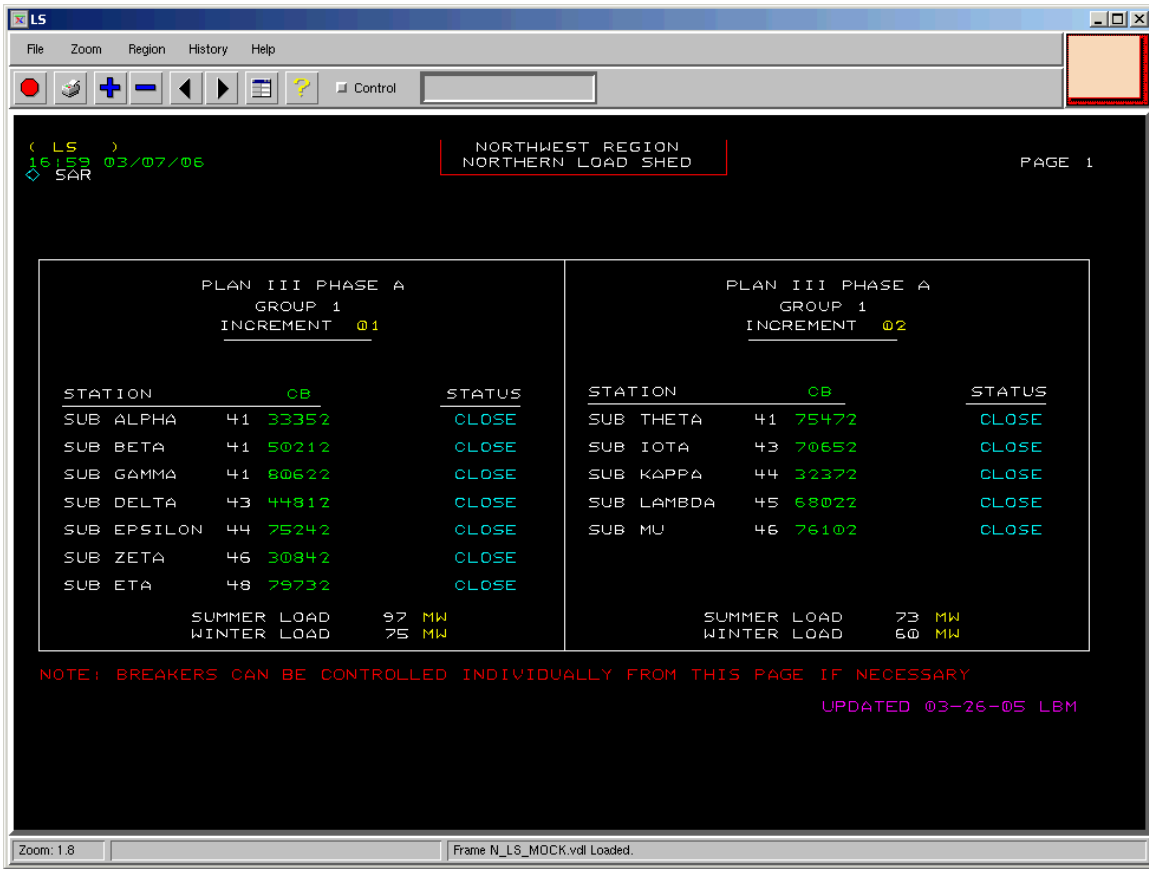 LS
File Zoom Region History Help
Control
( LS )
16:59 03/07/06
SAR
NORTHWEST REGION
NORTHERN LOAD SHED
PAGE 1
PLAN III PHASE A
GROUP 1
INCREMENT 01
STATION CB STATUS
SUB ALPHA 41 33352 CLOSE
SUB BETA 41 50212 CLOSE
SUB GAMMA 41 80622 CLOSE
SUB DELTA 43 44812 CLOSE
SUB EPSILON 44 75242 CLOSE
SUB ZETA 46 30842 CLOSE
SUB ETA 48 79732 CLOSE
SUMMER LOAD 97 MW
WINTER LOAD 75 MW
PLAN III PHASE A
GROUP 1
INCREMENT 02
STATION CB STATUS
SUB THETA 41 75472 CLOSE
SUB IOTA 43 70652 CLOSE
SUB KAPPA 44 32372 CLOSE
SUB LAMBDA 45 68022 CLOSE
SUB MU 46 76102 CLOSE
SUMMER LOAD 73 MW
WINTER LOAD 60 MW
NOTE: BREAKERS CAN BE CONTROLLED INDIVIDUALLY FROM THIS PAGE IF NECESSARY
UPDATED 03-26-05 LBM
Zoom: 1.8
Frame N_LS_MOCK.vdl Loaded.